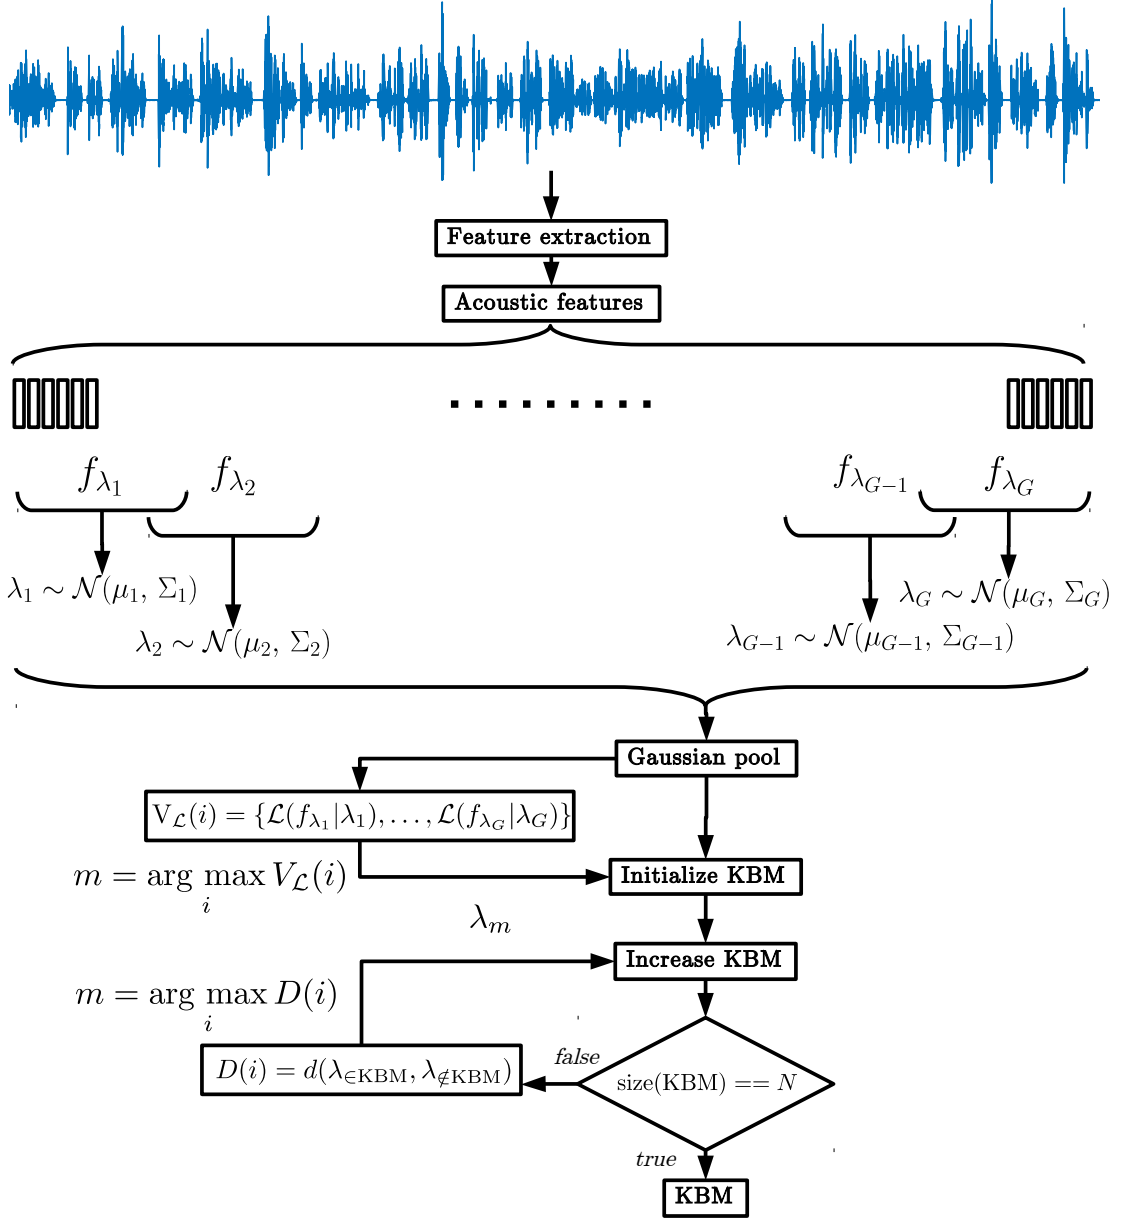 Feature extraction
Acoustic features
f_{λ_1} f_{λ_2} f_{λ_{G−1}} f_{λ_G}
λ_1 ∼ 𝒩(μ_1, Σ_1) λ_G ∼ 𝒩(μ_G, Σ_G)
λ_2 ∼ 𝒩(μ_2, Σ_2) λ_{G−1} ∼ 𝒩(μ_{G−1}, Σ_{G−1})
Gaussian pool
V_ℒ(i) = {ℒ(f_{λ_1}|λ_1), ..., ℒ(f_{λ_G}|λ_G)}
m = arg max_i V_ℒ(i)
Initialize KBM
λ_m
Increase KBM
m = arg max_i D(i)
false
D(i) = d(λ_{∈KBM}, λ_{∉KBM})
size(KBM) == N
true
KBM